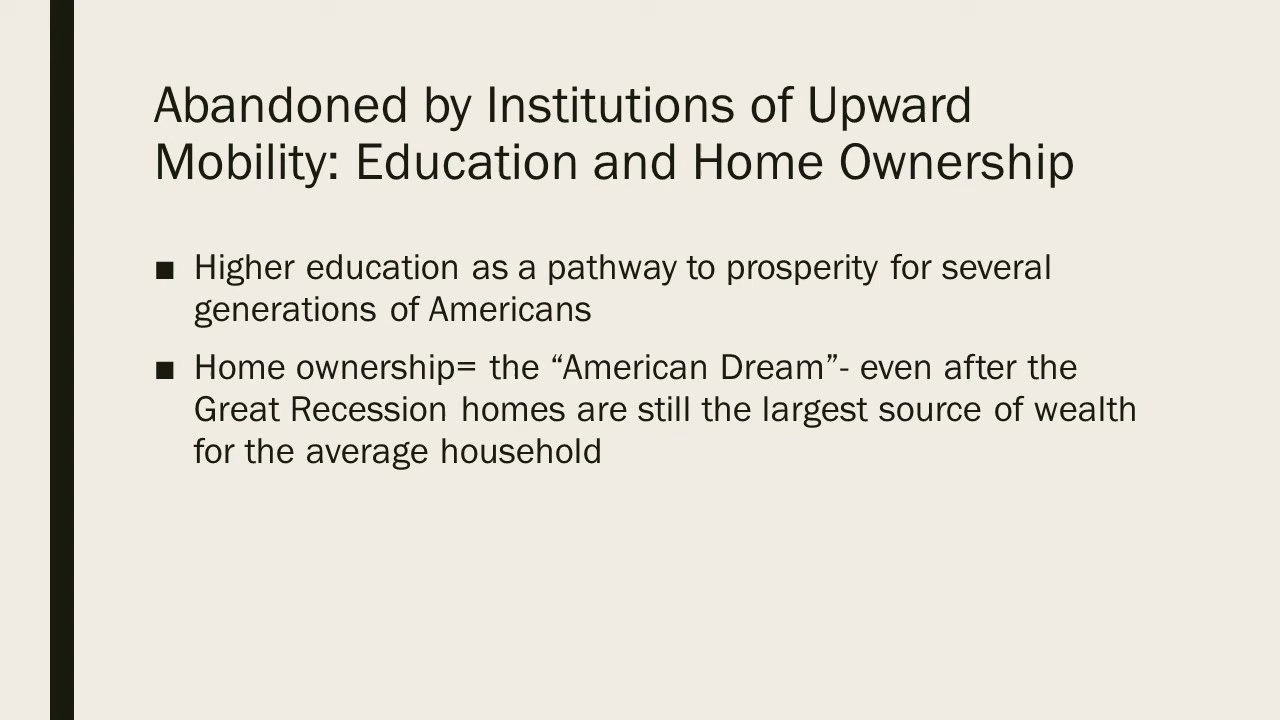 Abandoned by Institutions of Upward
Mobility: Education and Home Ownership
■ Higher education as a pathway to prosperity for several
generations of Americans
■ Home ownership= the “American Dream”- even after the
Great Recession homes are still the largest source of wealth
for the average household